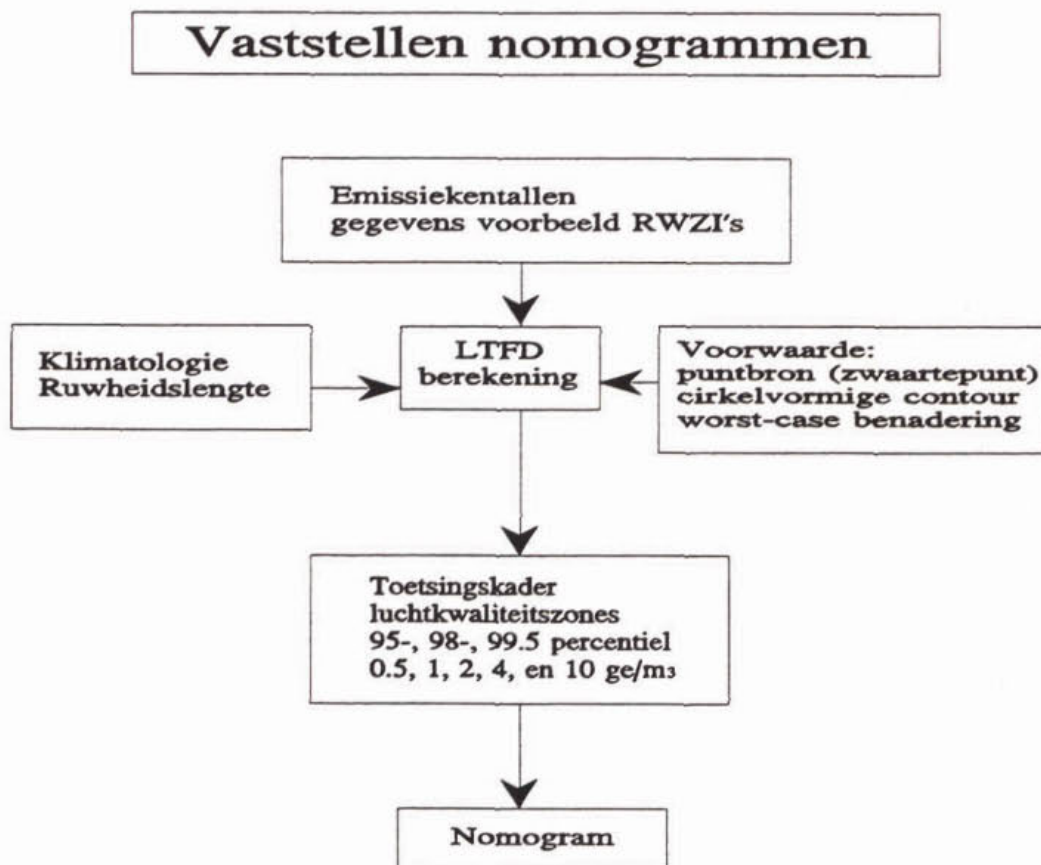 Vaststellen nomogrammen
Emissiekentallen
gegevens voorbeeld RWZI's
Klimatologie
Ruwheidslengte
LTFD
berekening
Voorwaarde:
puntbron (zwaartepunt)
cirkelvormige contour
worst-case benadering
Toetsingskader
luchtkwaliteitszones
95-, 98-, 99.5 percentiel
0.5, 1, 2, 4, en 10 ge/m₃
Nomogram